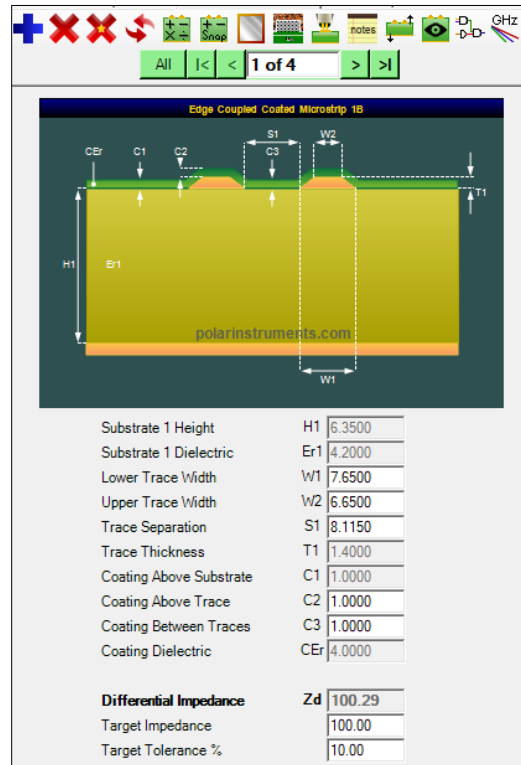 Snap notes GHz
All |< < 1 of 4 > >|
Edge Coupled Coated Microstrip 1B
S1 W2
CEr C1 C2 C3
T1
H1 Er1
polarinstruments.com
W1
Substrate 1 Height H1 6.3500
Substrate 1 Dielectric Er1 4.2000
Lower Trace Width W1 7.6500
Upper Trace Width W2 6.6500
Trace Separation S1 8.1150
Trace Thickness T1 1.4000
Coating Above Substrate C1 1.0000
Coating Above Trace C2 1.0000
Coating Between Traces C3 1.0000
Coating Dielectric CEr 4.0000
Differential Impedance Zd 100.29
Target Impedance 100.00
Target Tolerance % 10.00